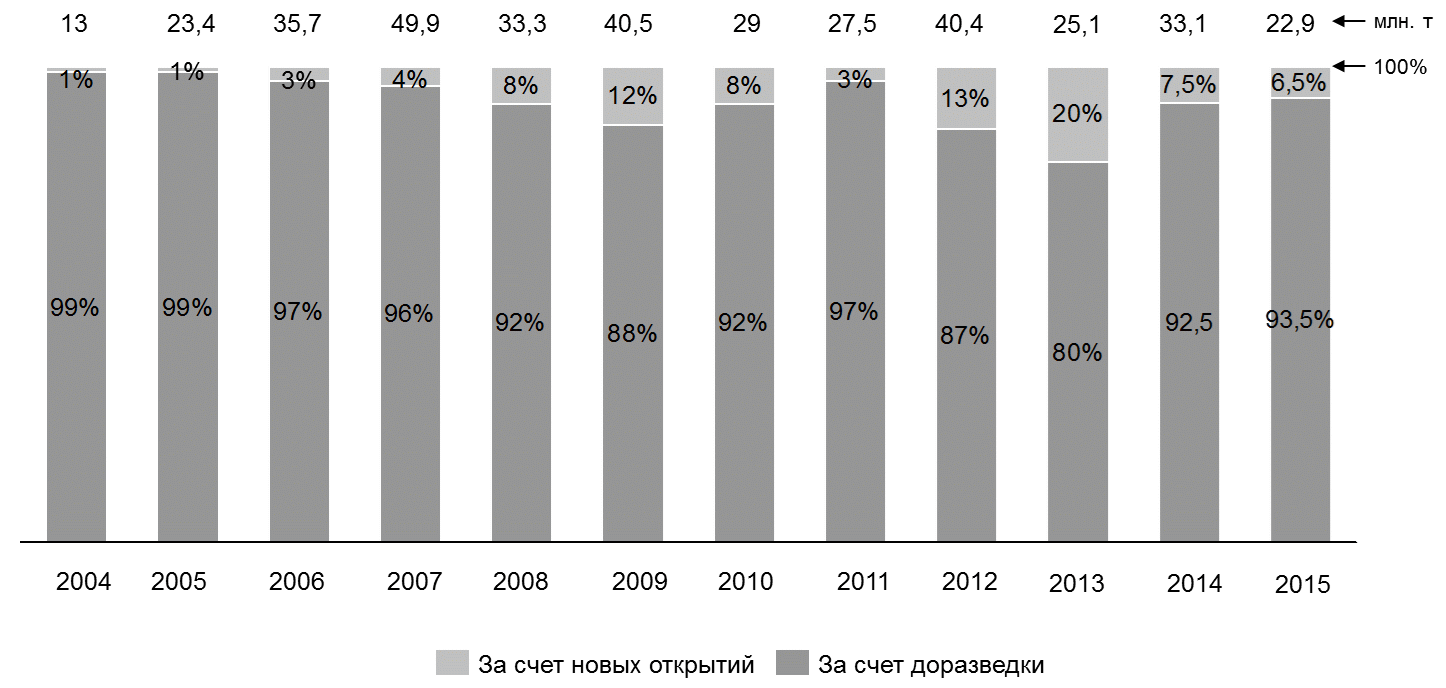 13 23,4 35,7 49,9 33,3 40,5 29 27,5 40,4 25,1 33,1 22,9 млн. т
100%
1% 1% 3% 4% 8% 12% 8% 3% 13% 20% 7,5% 6,5%
99% 99% 97% 96% 92% 88% 92% 97% 87% 80% 92,5 93,5%
2004 2005 2006 2007 2008 2009 2010 2011 2012 2013 2014 2015
За счет новых открытий За счет доразведки